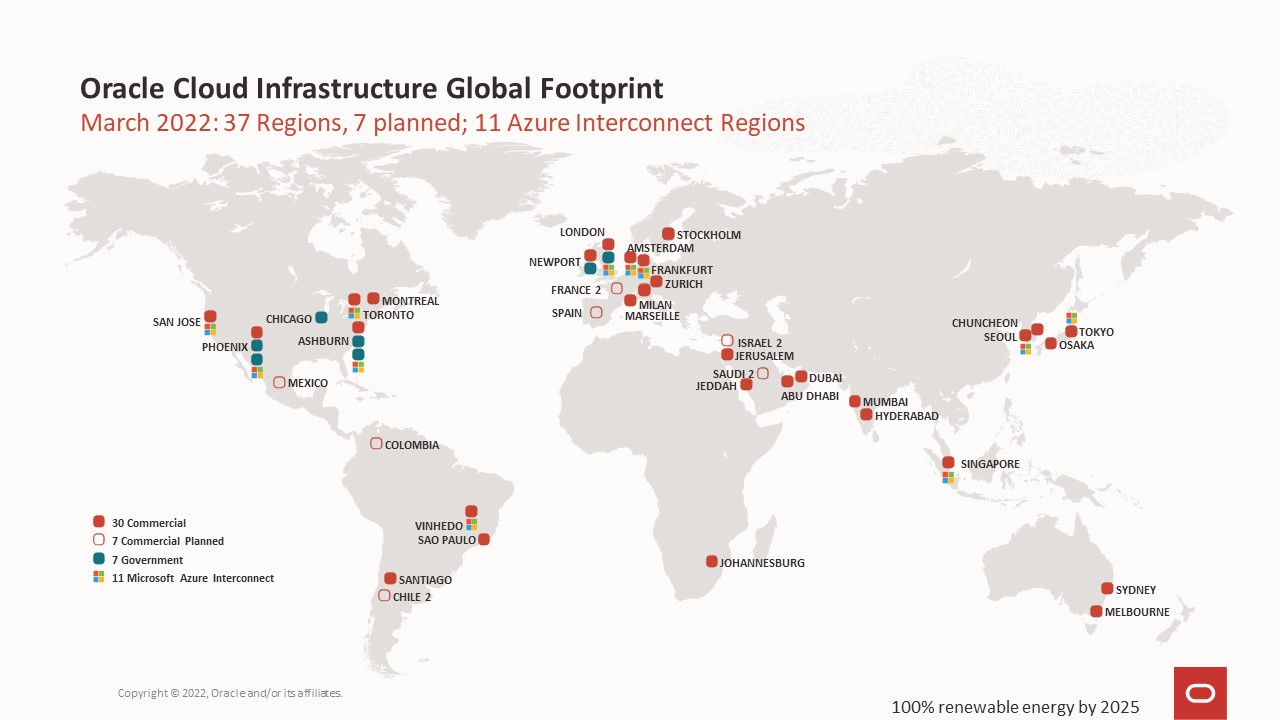 Oracle Cloud Infrastructure Global Footprint
March 2022: 37 Regions, 7 planned; 11 Azure Interconnect Regions
LONDON
STOCKHOLM
AMSTERDAM
NEWPORT
FRANKFURT
ZURICH
FRANCE 2
MILAN
SPAIN
MARSEILLE
MONTREAL
TORONTO
CHICAGO
SAN JOSE
ASHBURN
PHOENIX
MEXICO
CHUNCHEON
SEOUL
TOKYO
OSAKA
ISRAEL 2
JERUSALEM
SAUDI 2
JEDDAH
DUBAI
ABU DHABI
MUMBAI
HYDERABAD
COLOMBIA
SINGAPORE
VINHEDO
SAO PAULO
SANTIAGO
CHILE 2
JOHANNESBURG
SYDNEY
MELBOURNE
30 Commercial
7 Commercial Planned
7 Government
11 Microsoft Azure Interconnect
Copyright © 2022, Oracle and/or its affiliates.
100% renewable energy by 2025